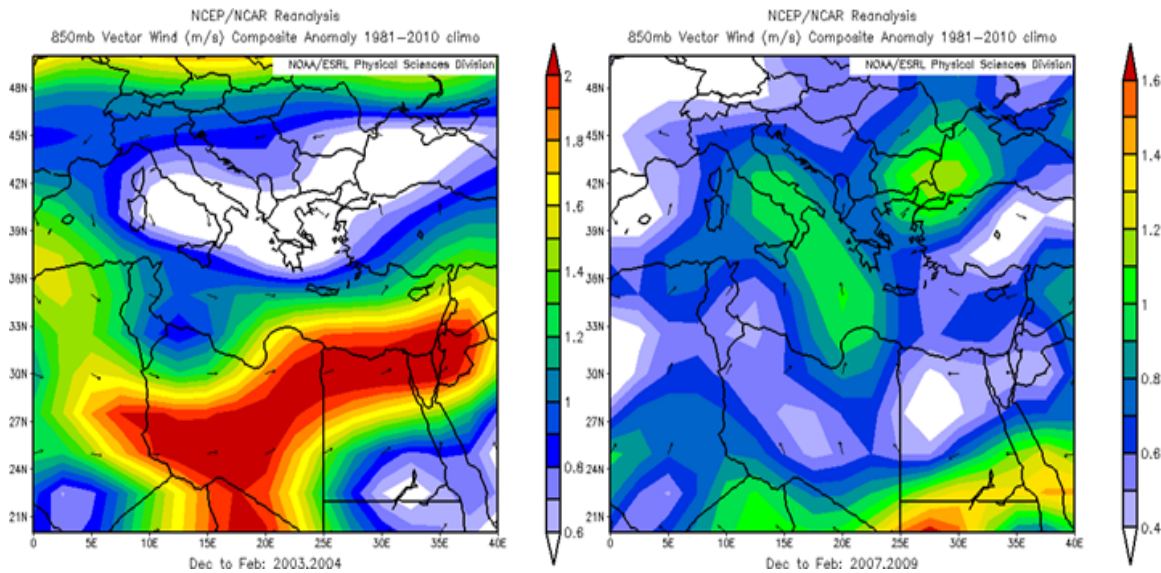 NCEP/NCAR Reanalysis
850mb Vector Wind (m/s) Composite Anomaly 1981-2010 climo
NOAA/ESRL Physical Sciences Division
48N
45N
42N
39N
36N
33N
30N
27N
24N
21N
0 5E 10E 15E 20E 25E 30E 35E 40E
2
1.8
1.6
1.4
1.2
1
0.8
0.6
Dec to Feb: 2003,2004
NCEP/NCAR Reanalysis
850mb Vector Wind (m/s) Composite Anomaly 1981-2010 climo
NOAA/ESRL Physical Sciences Division
48N
45N
42N
39N
36N
33N
30N
27N
24N
21N
0 5E 10E 15E 20E 25E 30E 35E 40E
1.6
1.4
1.2
1
0.8
0.6
0.4
Dec to Feb: 2007,2009